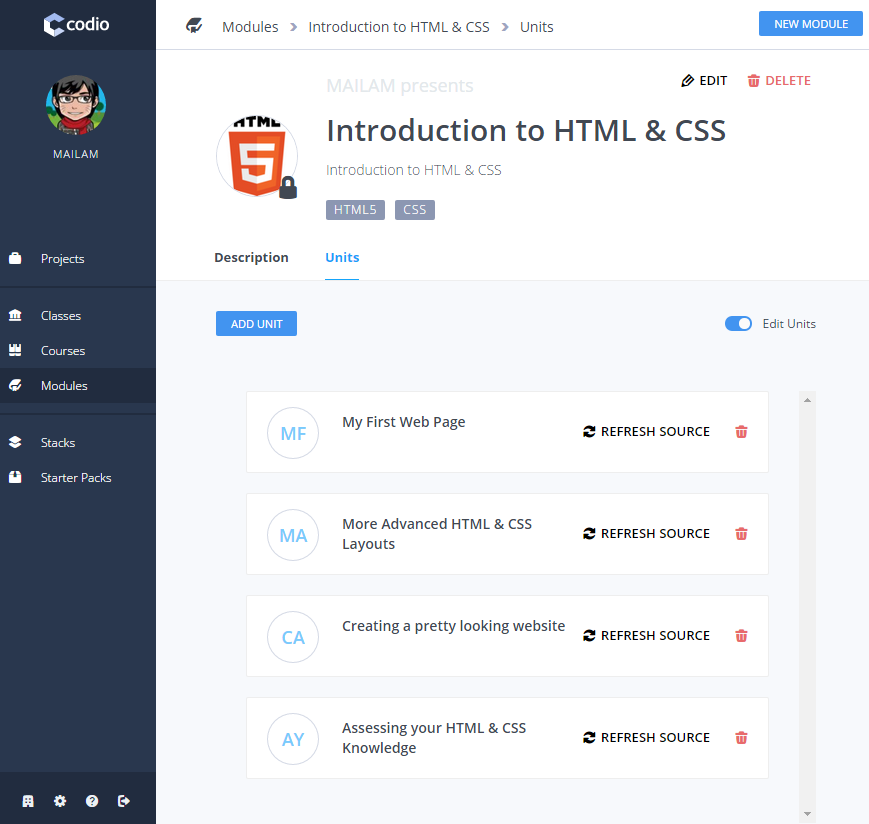 codio
Modules > Introduction to HTML & CSS > Units
NEW MODULE
MAILAM
MAILAM presents
EDIT
DELETE
HTML
5
Introduction to HTML & CSS
Introduction to HTML & CSS
HTML5 CSS
Description Units
Projects
Classes
Courses
Modules
Stacks
Starter Packs
ADD UNIT
Edit Units
MF
My First Web Page
REFRESH SOURCE
MA
More Advanced HTML & CSS
Layouts
REFRESH SOURCE
CA
Creating a pretty looking website
REFRESH SOURCE
AY
Assessing your HTML & CSS
Knowledge
REFRESH SOURCE